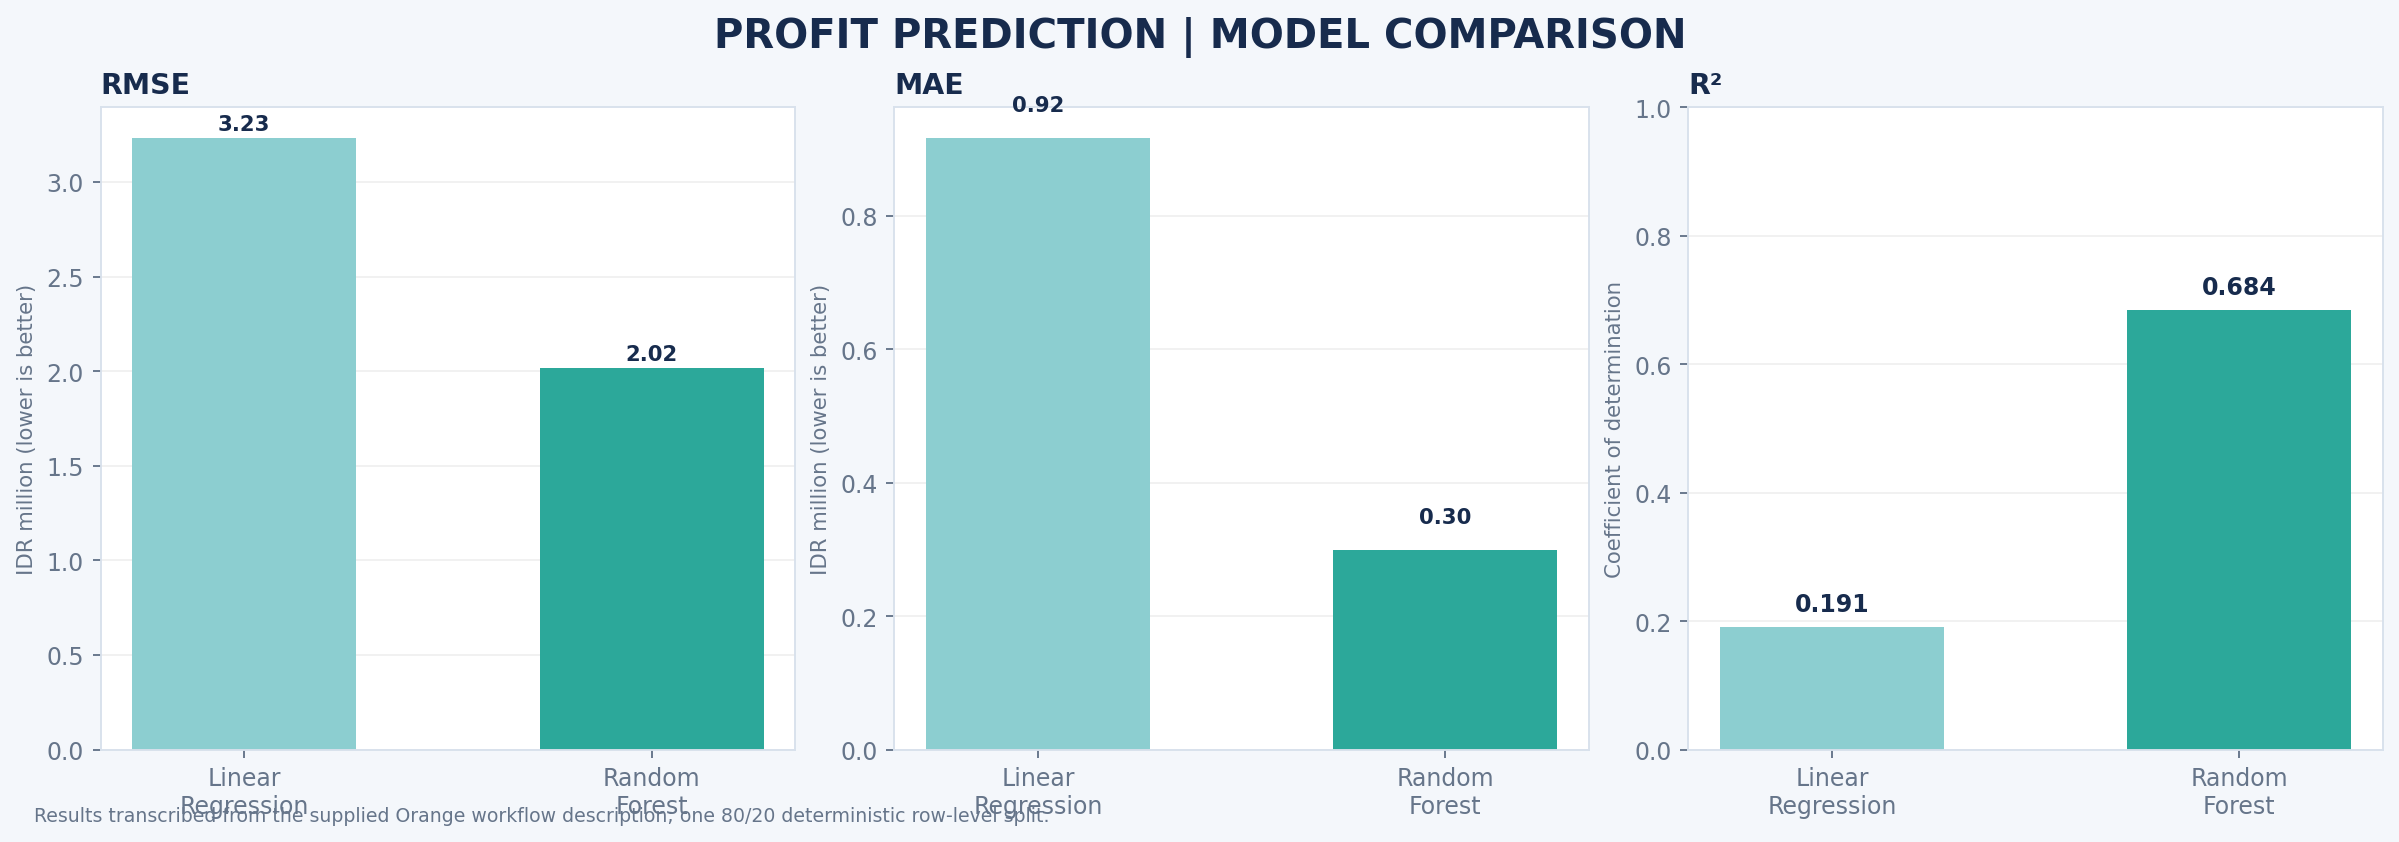 PROFIT PREDICTION | MODEL COMPARISON
RMSE
IDR million (lower is better)
3.0
2.5
2.0
1.5
1.0
0.5
0.0
3.23
2.02
Linear
Regression
Random
Forest
MAE
IDR million (lower is better)
0.8
0.6
0.4
0.2
0.0
0.92
0.30
Linear
Regression
Random
Forest
R²
Coefficient of determination
1.0
0.8
0.6
0.4
0.2
0.0
0.191
0.684
Linear
Regression
Random
Forest
Results transcribed from the supplied Orange workflow description; one 80/20 deterministic row-level split.